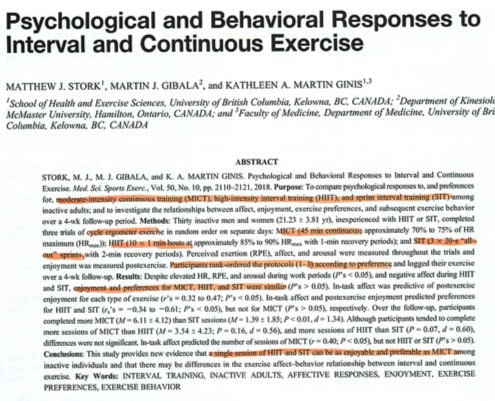 Psychological and Behavioral Responses to
Interval and Continuous Exercise
MATTHEW J. STORK¹, MARTIN J. GIBALA², and KATHLEEN A. MARTIN GINIS¹,³
¹School of Health and Exercise Sciences, University of British Columbia, Kelowna, BC, CANADA; ²Department of Kinesiolo
McMaster University, Hamilton, Ontario, CANADA; and ³Faculty of Medicine, Department of Medicine, University of Bri
Columbia, Kelowna, BC, CANADA
ABSTRACT
STORK, M. J., M. J. GIBALA, and K. A. MARTIN GINIS. Psychological and Behavioral Responses to Interval and Continuous
Exercise. Med. Sci. Sports Exerc., Vol. 50, No. 10, pp. 2110–2121, 2018. Purpose: To compare psychological responses to, and preferences
for, moderate-intensity continuous training (MICT), high-intensity interval training (HIIT), and sprint interval training (SIT) among
inactive adults; and to investigate the relationships between affect, enjoyment, exercise preferences, and subsequent exercise behavior
over a 4-wk follow-up period. Methods: Thirty inactive men and women (21.23 ± 3.81 yr), inexperienced with HIIT or SIT, completed
three trials of cycle ergometer exercise in random order on separate days: MICT (45 min continuous) approximately 70% to 75% of HR
maximum (HRmax)); HIIT (10 × 1 min bouts at approximately 85% to 90% HRmax with 1-min recovery periods); and SIT (3 × 20-s "all-
out" sprints with 2-min recovery periods). Perceived exertion (RPE), affect, and arousal were measured throughout the trials and
enjoyment was measured postexercise. Participants rank-ordered the protocols (1–3) according to preference and logged their exercise
over a 4-wk follow-up. Results: Despite elevated HR, RPE, and arousal during work periods (P's < 0.05), and negative affect during HIIT
and SIT, enjoyment and preferences for MICT, HIIT, and SIT were similar (P's > 0.05). In-task affect was predictive of postexercise
enjoyment for each type of exercise (r's = 0.32 to 0.47; P's < 0.05). In-task affect and postexercise enjoyment predicted preferences
for HIIT and SIT (rs's = −0.34 to −0.61; P's < 0.05), but not for MICT (P's > 0.05), respectively. Over the follow-up, participants
completed more MICT (M = 6.11 ± 4.12) than SIT sessions (M = 1.39 ± 1.85; P < 0.01, d = 1.34). Although participants tended to complete
more sessions of MICT than HIIT (M = 3.54 ± 4.23; P = 0.16, d = 0.56), and more sessions of HIIT than SIT (P = 0.07, d = 0.60),
differences were not significant. In-task affect predicted the number of sessions of MICT (r = 0.40; P < 0.05), but not HIIT or SIT (P's > 0.05).
Conclusions: This study provides new evidence that a single session of HIIT and SIT can be as enjoyable and preferable as MICT among
inactive individuals and that there may be differences in the exercise affect–behavior relationship between interval and continuous
exercise. Key Words: INTERVAL TRAINING, INACTIVE ADULTS, AFFECTIVE RESPONSES, ENJOYMENT, EXERCISE
PREFERENCES, EXERCISE BEHAVIOR